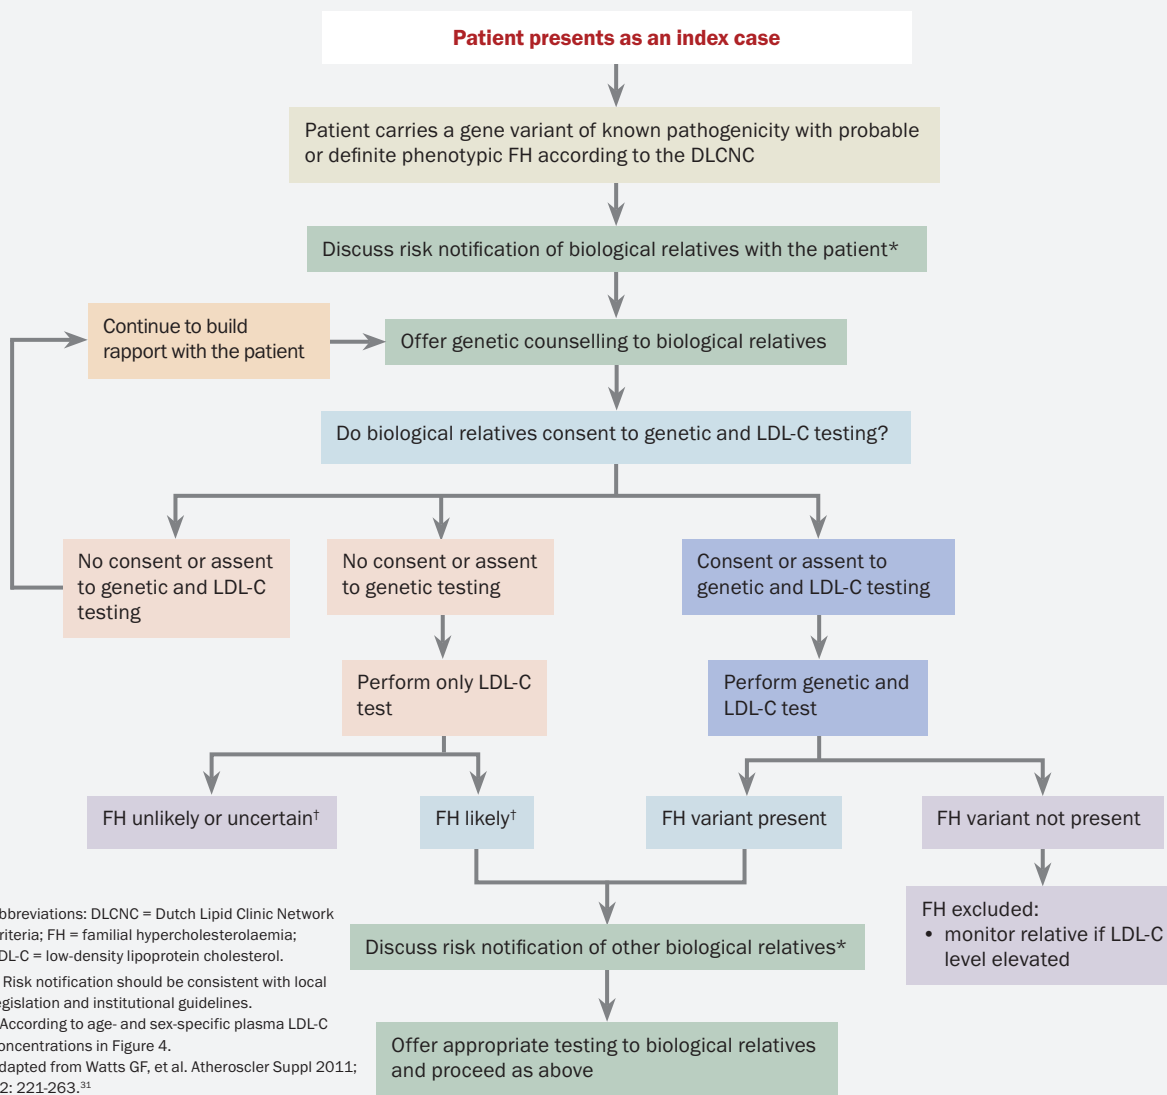 Patient presents as an index case
Patient carries a gene variant of known pathogenicity with probable
or definite phenotypic FH according to the DLCNC
Discuss risk notification of biological relatives with the patient*
Continue to build
rapport with the patient
Offer genetic counselling to biological relatives
Do biological relatives consent to genetic and LDL-C testing?
No consent or assent
to genetic and LDL-C
testing
No consent or assent
to genetic testing
Consent or assent to
genetic and LDL-C testing
Perform only LDL-C
test
Perform genetic and
LDL-C test
FH unlikely or uncertain†
FH likely†
FH variant present
FH variant not present
FH excluded:
• monitor relative if LDL-C
level elevated
Discuss risk notification of other biological relatives*
Offer appropriate testing to biological relatives
and proceed as above
bbreviations: DLCNC = Dutch Lipid Clinic Network
riteria; FH = familial hypercholesterolaemia;
DL-C = low-density lipoprotein cholesterol.
Risk notification should be consistent with local
egislation and institutional guidelines.
According to age- and sex-specific plasma LDL-C
oncentrations in Figure 4.
dapted from Watts GF, et al. Atheroscler Suppl 2011;
2: 221-263.31